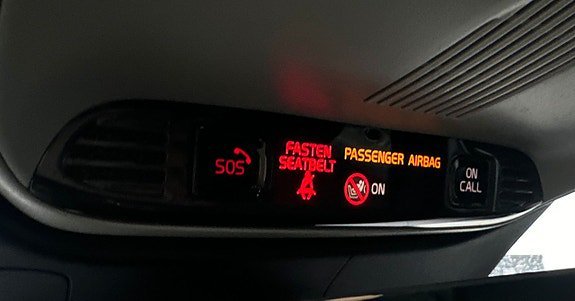 SOS
FASTEN
SEATBELT
PASSENGER AIRBAG
ON
ON
CALL